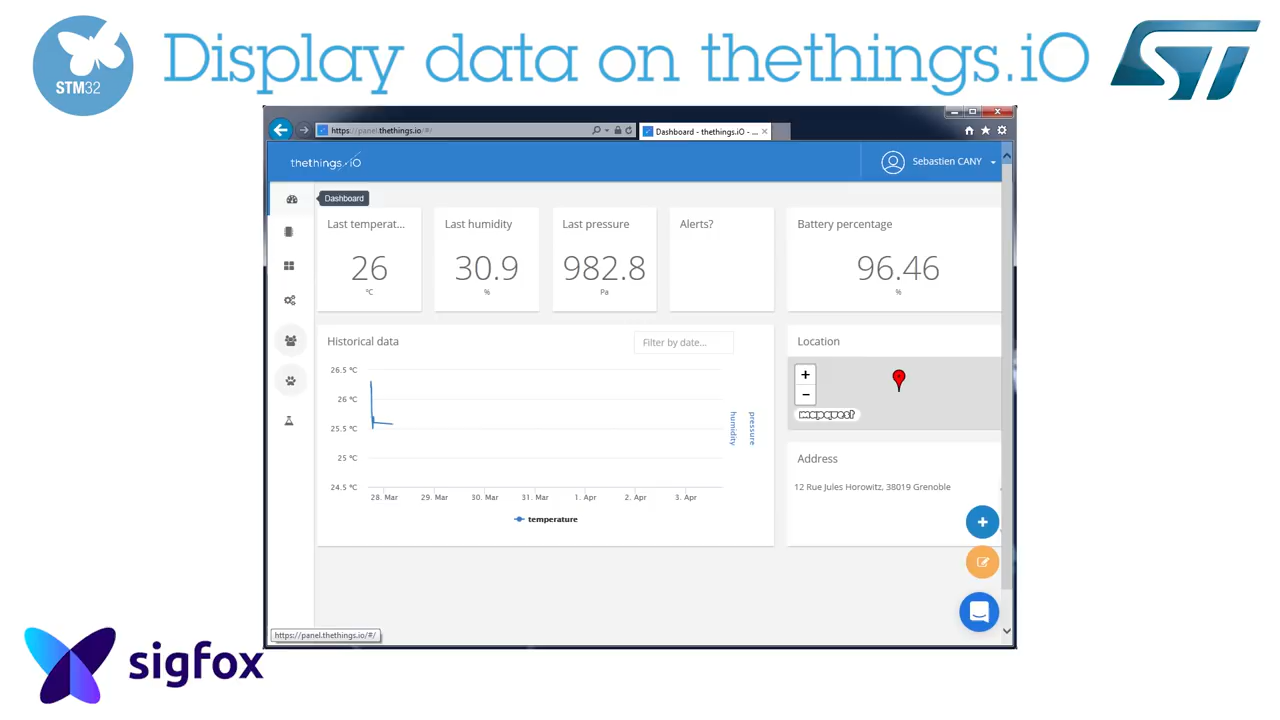 STM32
Display data on thethings.iO
ST
https://panel.thethings.io/#/
Dashboard - thethings.iO - ...
thethings.iO
Sebastien CANY
Dashboard
Last temperat...
26
°C
Last humidity
30.9
%
Last pressure
982.8
Pa
Alerts?
Battery percentage
96.46
%
Historical data
Filter by date...
26.5 °C
26 °C
25.5 °C
25 °C
24.5 °C
28. Mar 29. Mar 30. Mar 31. Mar 1. Apr 2. Apr 3. Apr
humidity
pressure
temperature
Location
+
−
mapquest
Address
12 Rue Jules Horowitz, 38019 Grenoble
https://panel.thethings.io/#/
sigfox